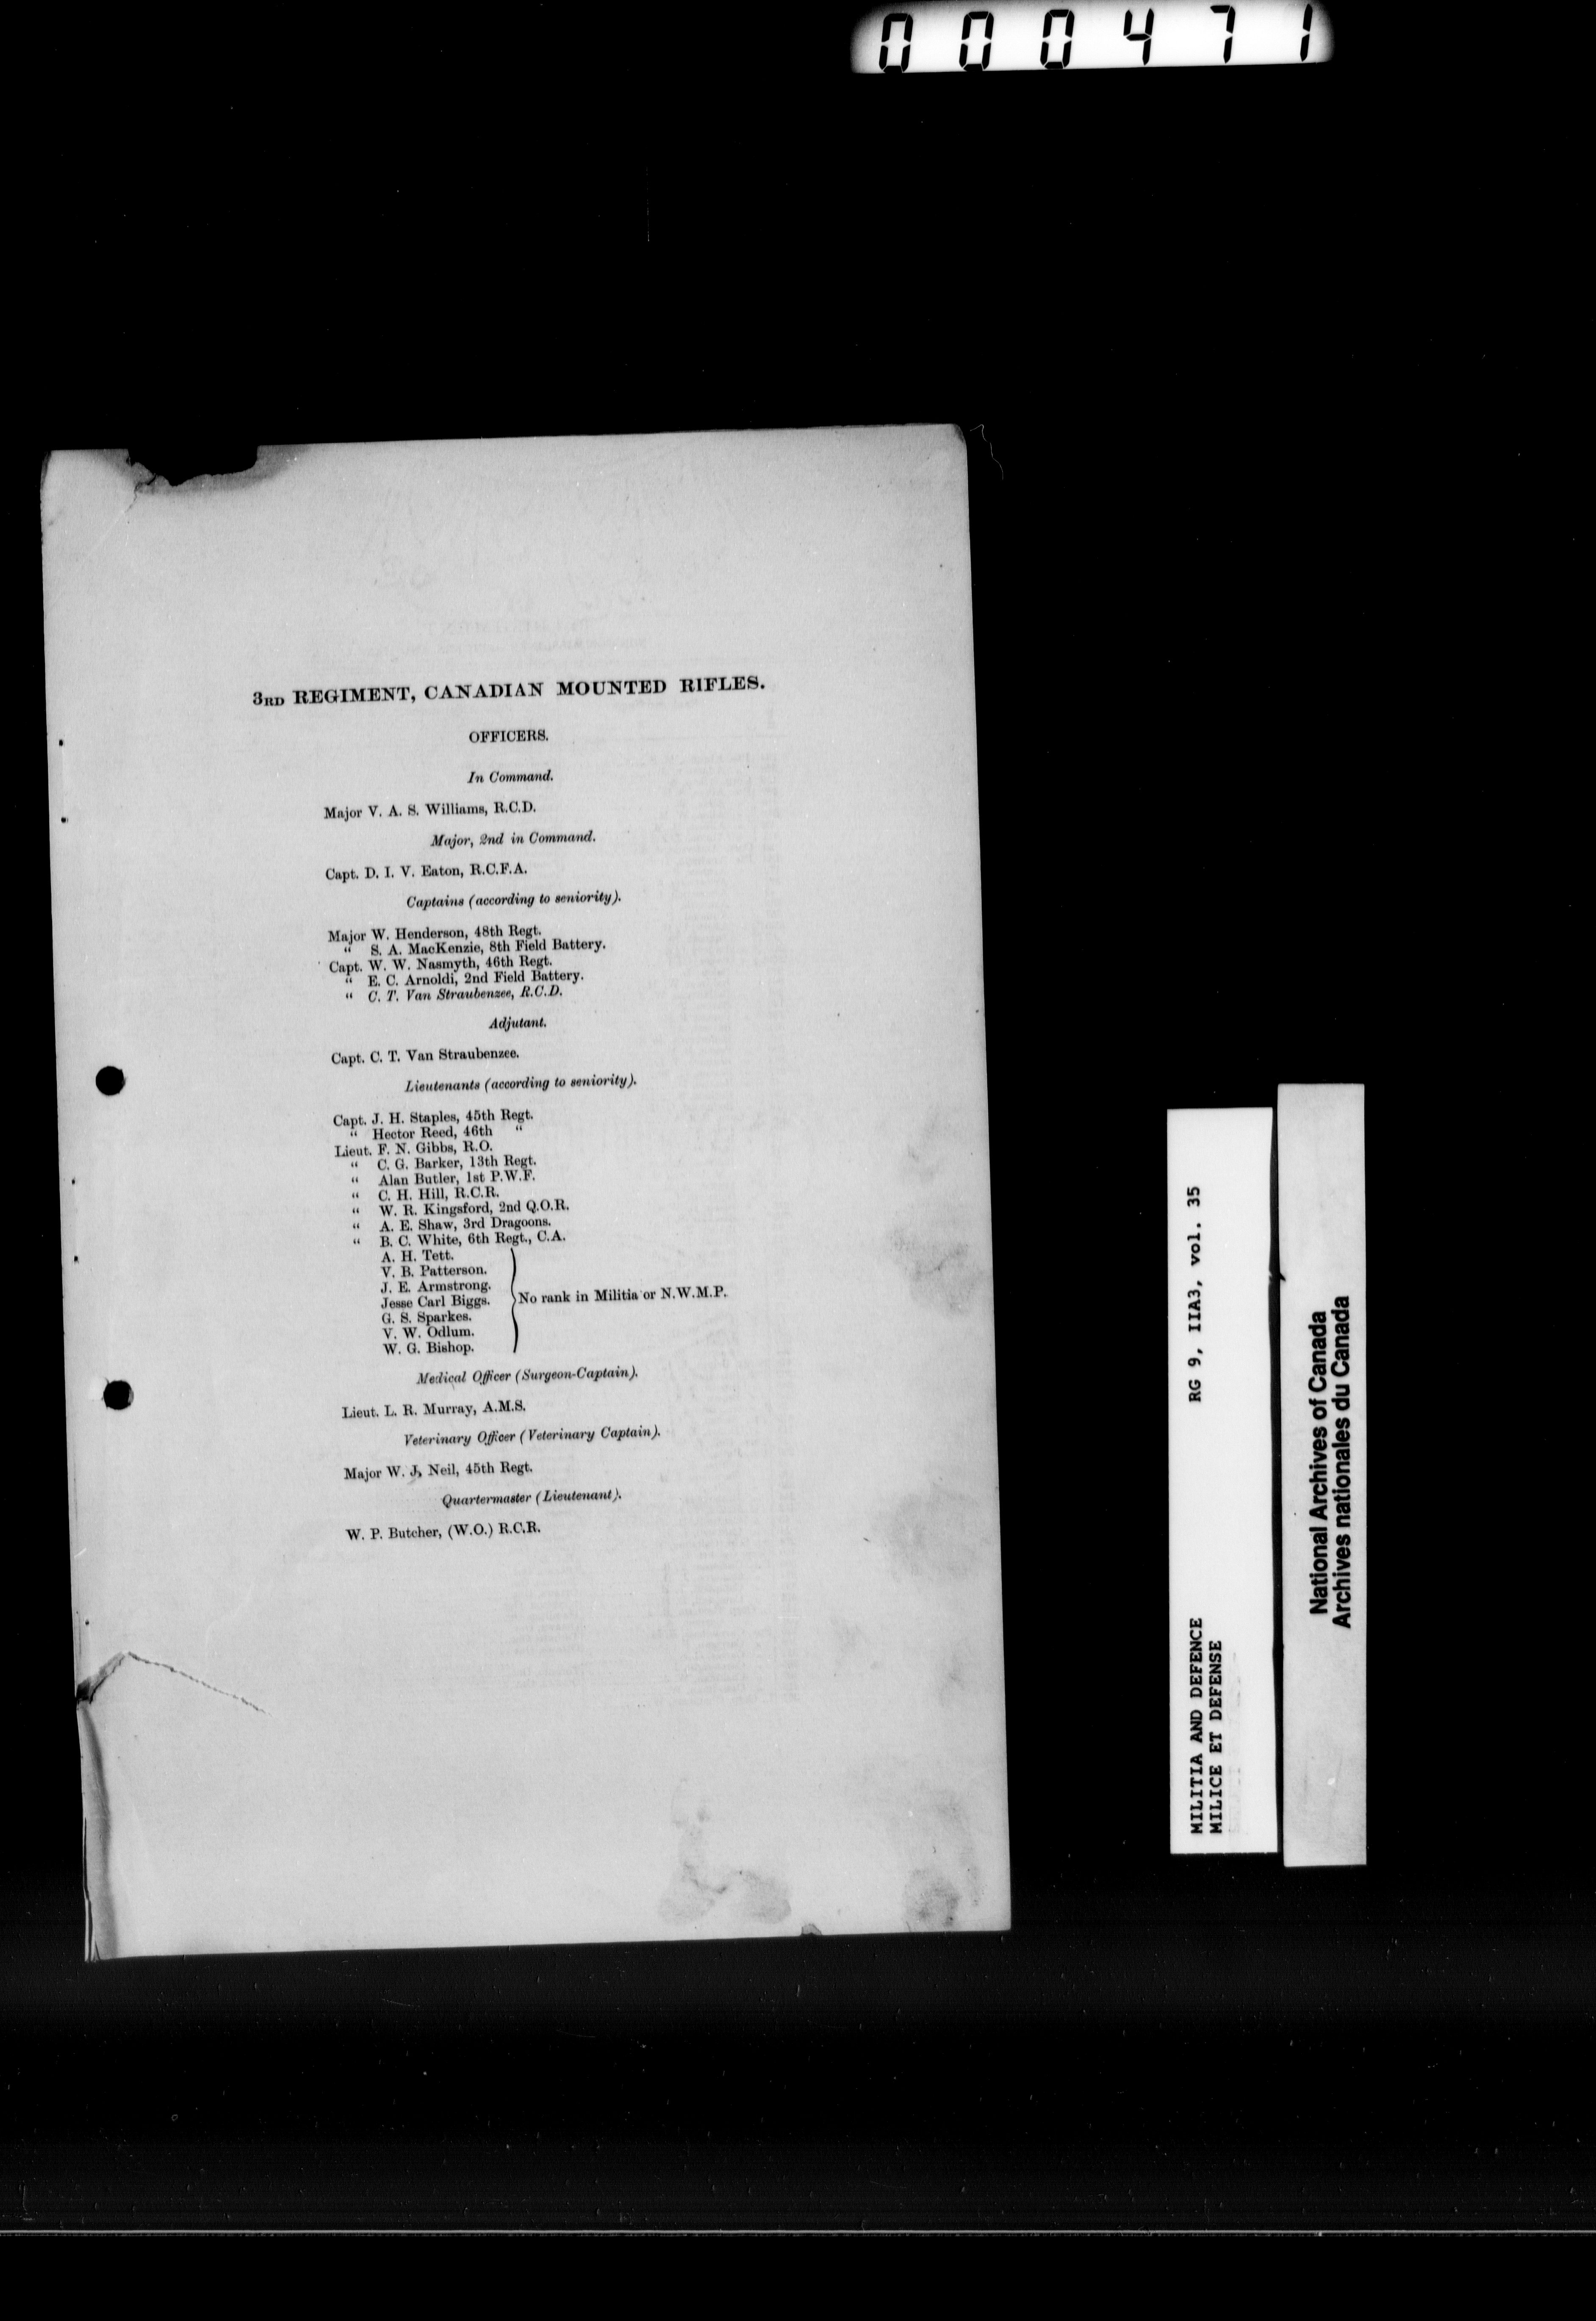 000471
3RD REGIMENT, CANADIAN MOUNTED RIFLES.
OFFICERS.
In Command.
Major V. A. S. Williams, R.C.D.
Major, 2nd in Command.
Capt. D. I. V. Eaton, R.C.F.A.
Captains (according to seniority).
Major W. Henderson, 48th Regt.
“ S. A. MacKenzie, 8th Field Battery.
Capt. W. W. Nasmyth, 46th Regt.
“ E. C. Arnoldi, 2nd Field Battery.
“ C. T. Van Straubenzee, R.C.D.
Adjutant.
Capt. C. T. Van Straubenzee.
Lieutenants (according to seniority).
Capt. J. H. Staples, 45th Regt.
“ Hector Reed, 46th “
Lieut. F. N. Gibbs, R.O.
“ C. G. Barker, 13th Regt.
“ Alan Butler, 1st P.W.F.
“ C. H. Hill, R.C.R.
“ W. R. Kingsford, 2nd Q.O.R.
“ A. E. Shaw, 3rd Dragoons.
“ B. C. White, 6th Regt., C.A.
A. H. Tett.
V. B. Patterson.
J. E. Armstrong.
Jesse Carl Biggs. No rank in Militia or N.W.M.P.
G. S. Sparkes.
V. W. Odlum.
W. G. Bishop.
Medical Officer (Surgeon-Captain).
Lieut. L. R. Murray, A.M.S.
Veterinary Officer (Veterinary Captain).
Major W. J, Neil, 45th Regt.
Quartermaster (Lieutenant).
W. P. Butcher, (W.O.) R.C.R.
MILITIA AND DEFENCE RG 9, IIA3, vol. 35
MILICE ET DEFENSE
National Archives of Canada
Archives nationales du Canada